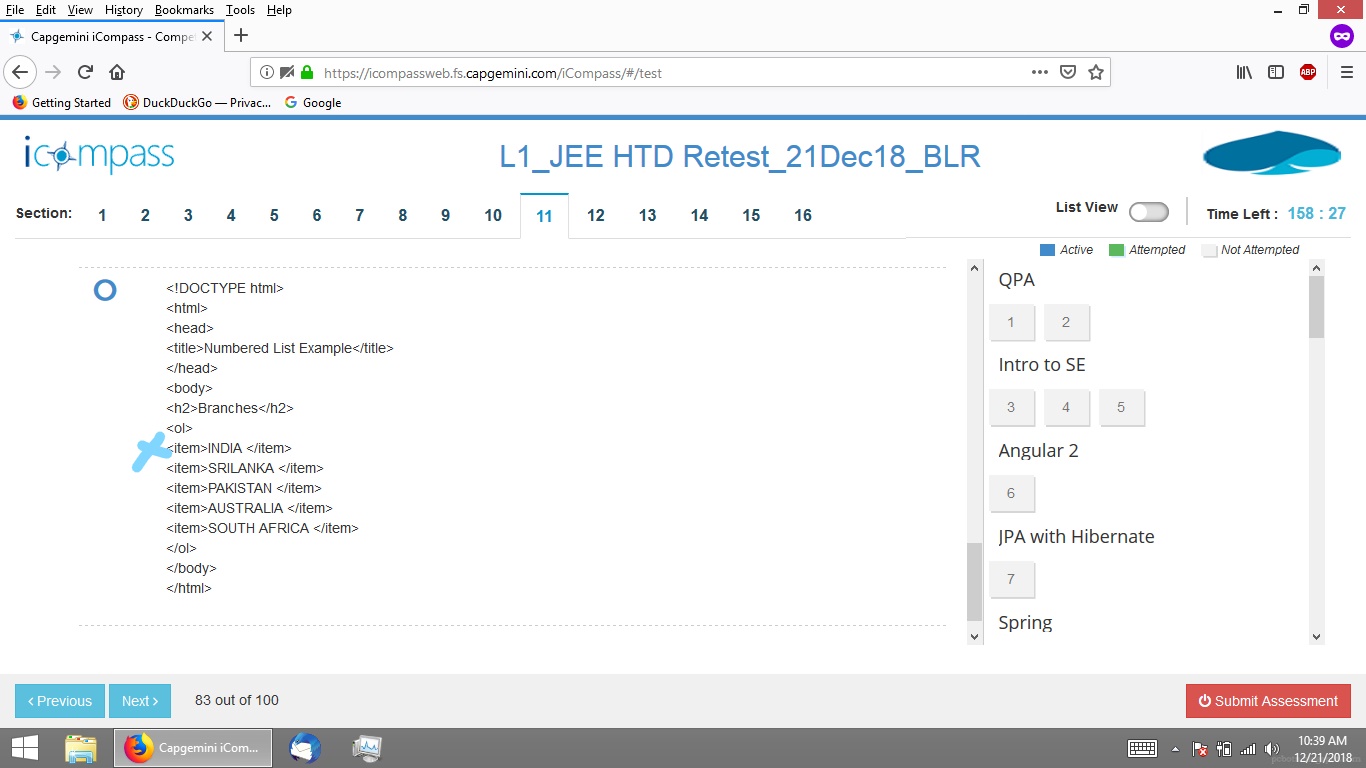 File Edit View History Bookmarks Tools Help
Capgemini iCompass - Compe
https://icompassweb.fs.capgemini.com/iCompass/#/test
Getting Started DuckDuckGo — Privac... Google
icompass
L1_JEE HTD Retest_21Dec18_BLR
Section: 1 2 3 4 5 6 7 8 9 10 11 12 13 14 15 16
List View
Time Left : 158 : 27
Active Attempted Not Attempted
<!DOCTYPE html>
<html>
<head>
<title>Numbered List Example</title>
</head>
<body>
<h2>Branches</h2>
<ol>
<item>INDIA </item>
<item>SRILANKA </item>
<item>PAKISTAN </item>
<item>AUSTRALIA </item>
<item>SOUTH AFRICA </item>
</ol>
</body>
</html>
QPA
1 2
Intro to SE
3 4 5
Angular 2
6
JPA with Hibernate
7
Spring
Previous Next 83 out of 100 Submit Assessment
Capgemini iCom...
10:39 AM
12/21/2018